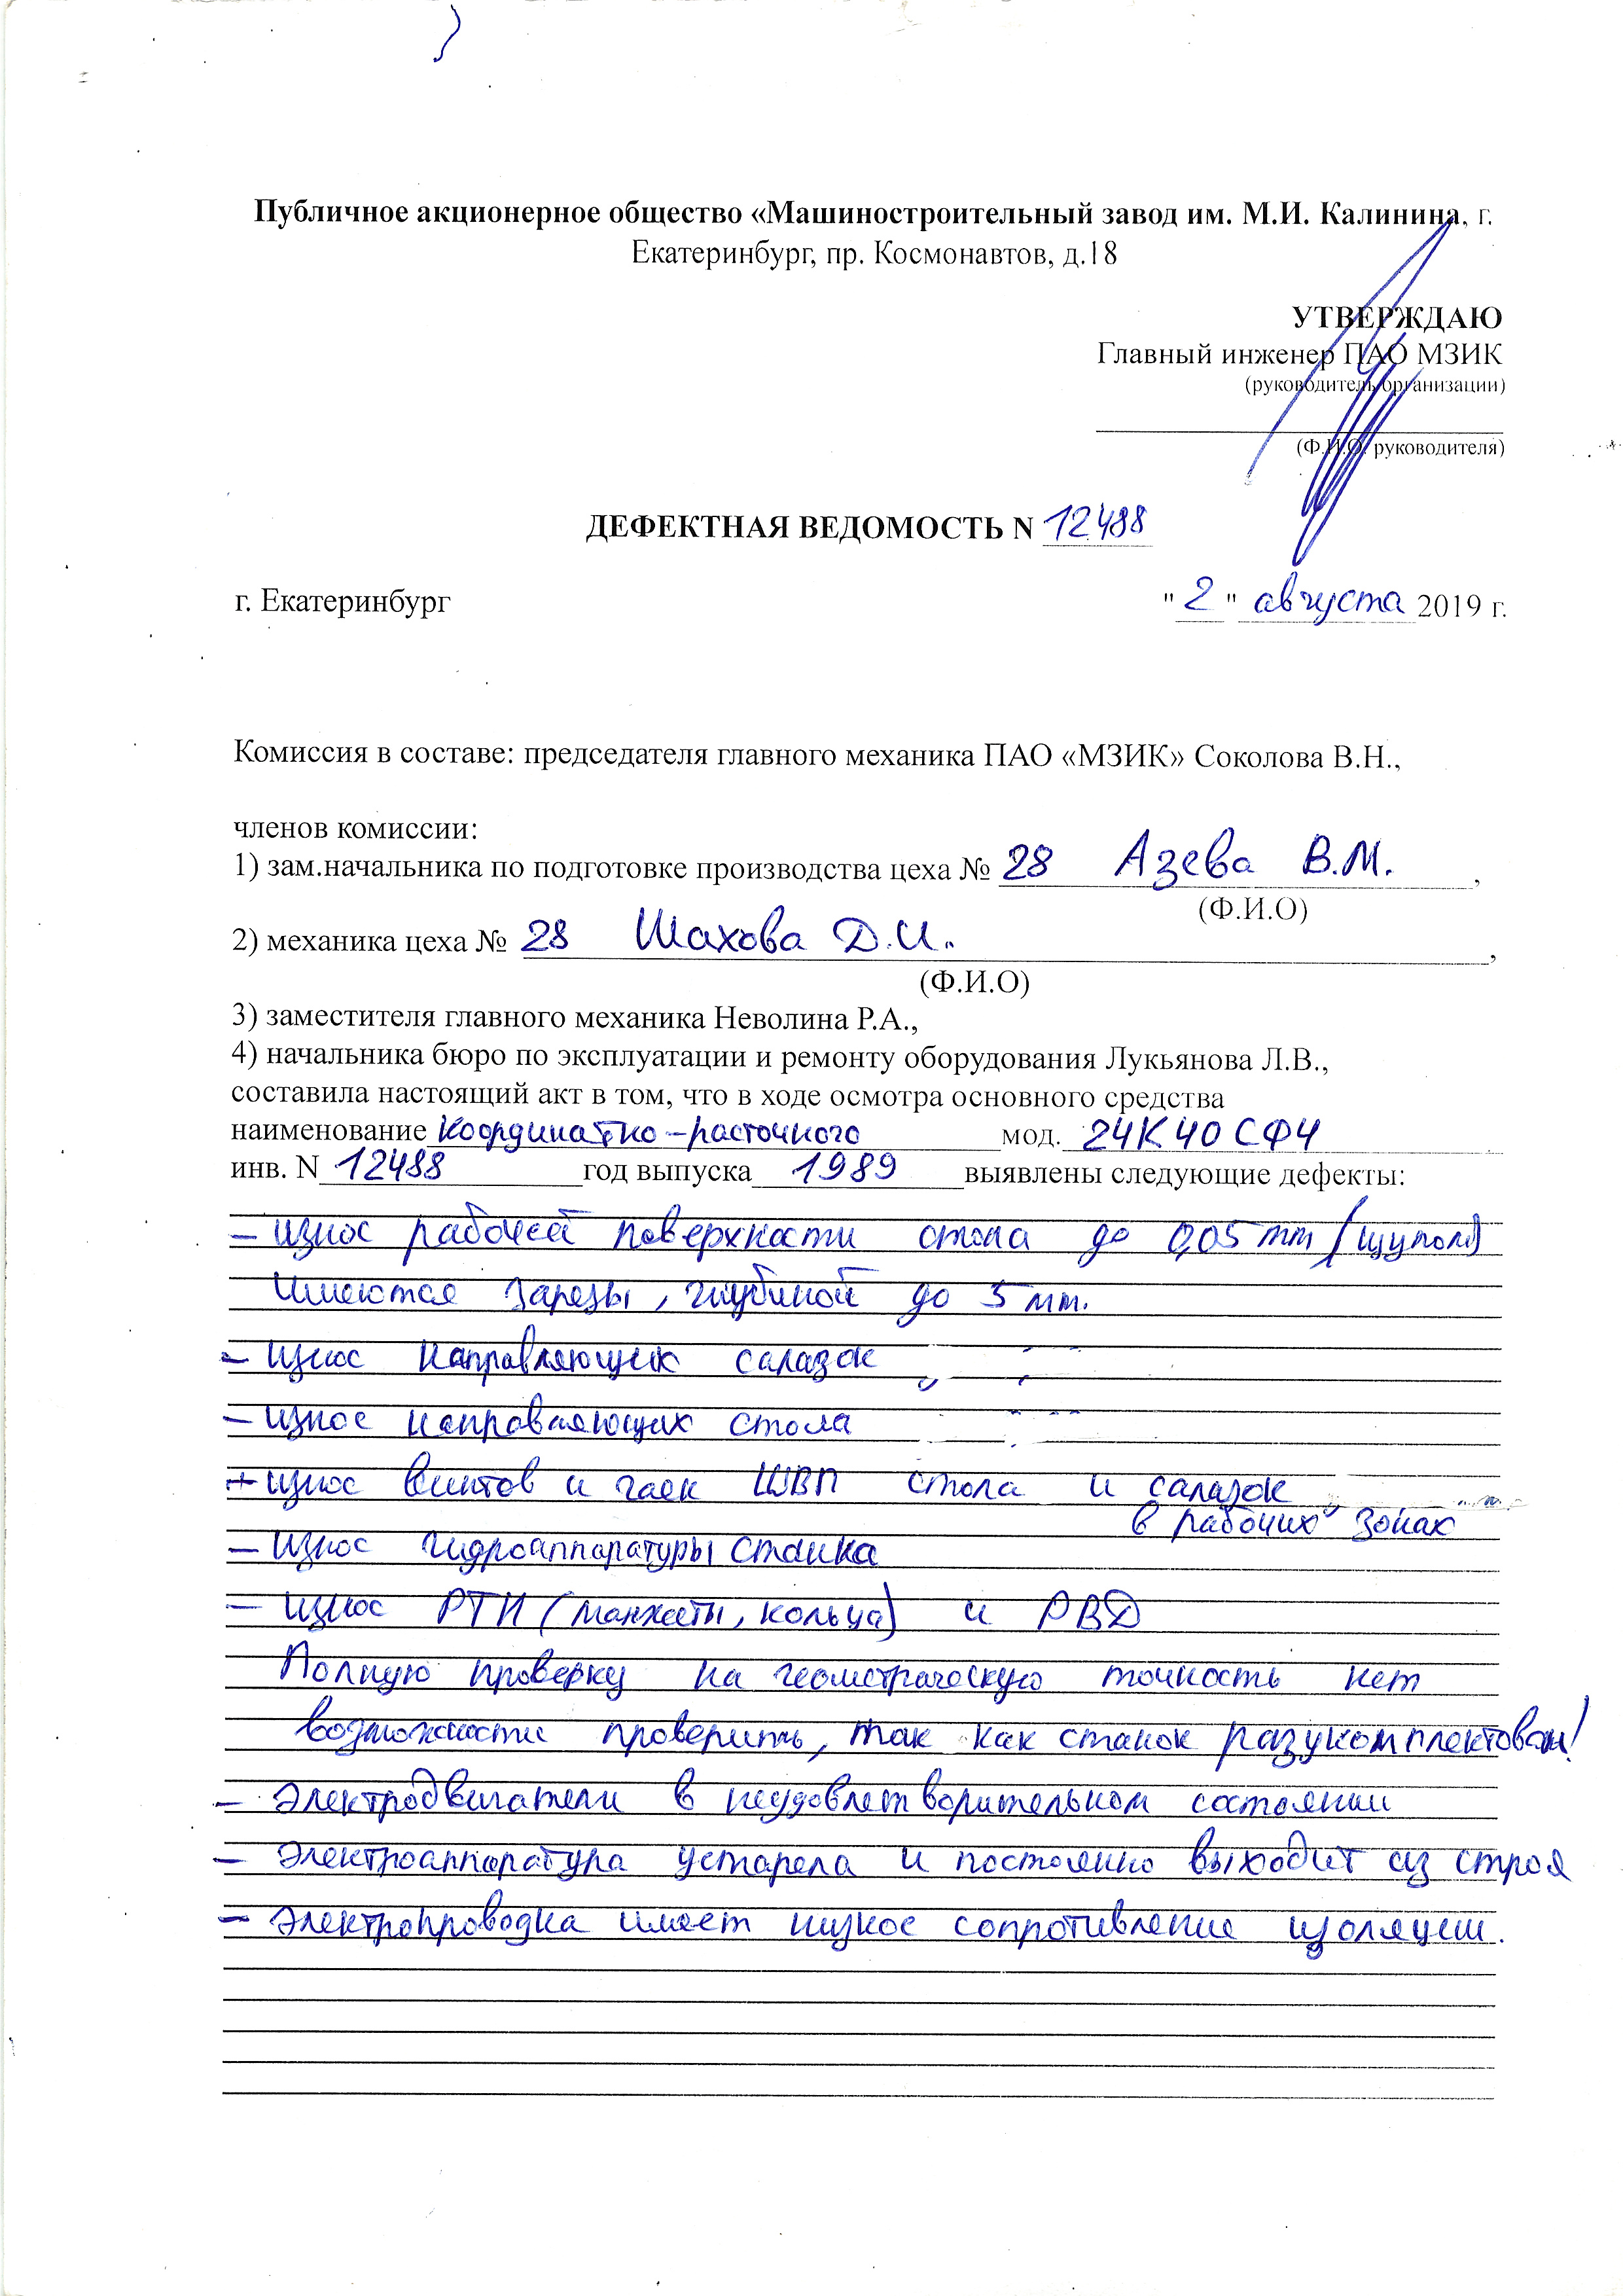 Публичное акционерное общество «Машиностроительный завод им. М.И. Калинина, г.
Екатеринбург, пр. Космонавтов, д.18
УТВЕРЖДАЮ
Главный инженер ПАО МЗИК
(руководитель организации)
(Ф.И.О. руководителя)
ДЕФЕКТНАЯ ВЕДОМОСТЬ N 12488
г. Екатеринбург "2" августа 2019 г.
Комиссия в составе: председателя главного механика ПАО «МЗИК» Соколова В.Н.,
членов комиссии:
1) зам.начальника по подготовке производства цеха № 28 Азева В.М.,
(Ф.И.О)
2) механика цеха № 28 Шахова Д.И.,
(Ф.И.О)
3) заместителя главного механика Неволина Р.А.,
4) начальника бюро по эксплуатации и ремонту оборудования Лукьянова Л.В.,
составила настоящий акт в том, что в ходе осмотра основного средства
наименование координатно-расточного мод. 24К40СФ4
инв. N 12488 год выпуска 1989 выявлены следующие дефекты:
- износ рабочей поверхности стола до 0,05 мм (щупом)
имеются зарезы, глубиной до 5 мм.
- износ направляющих салазок
- износ направляющих стола
- износ винтов и гаек ШВП стола и салазок
в рабочих зонах
- износ гидроаппаратуры станка
- износ РТИ (манжеты, кольца) и РВД
Полную проверку на геометрическую точность нет
возможности проверить, так как станок разукомплектован!
- Электродвигатели в неудовлетворительном состоянии
- Электроаппаратура устарела и постоянно выходит из строя
- Электропроводка имеет низкое сопротивление изоляции.